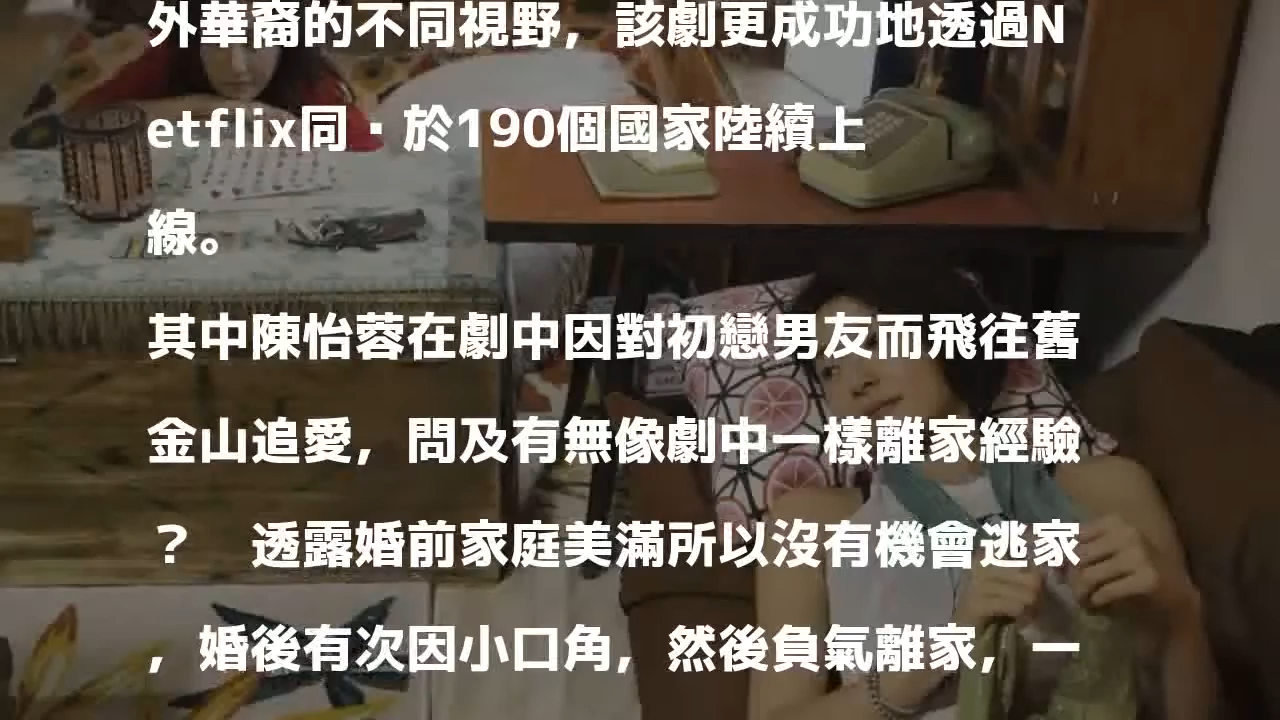 外華裔的不同視野，該劇更成功地透過N
etflix同·於190個國家陸續上
線。
其中陳怡蓉在劇中因對初戀男友而飛往舊
金山追愛，問及有無像劇中一樣離家經驗
？　透露婚前家庭美滿所以沒有機會逃家
，婚後有次因小口角，然後負氣離家，一